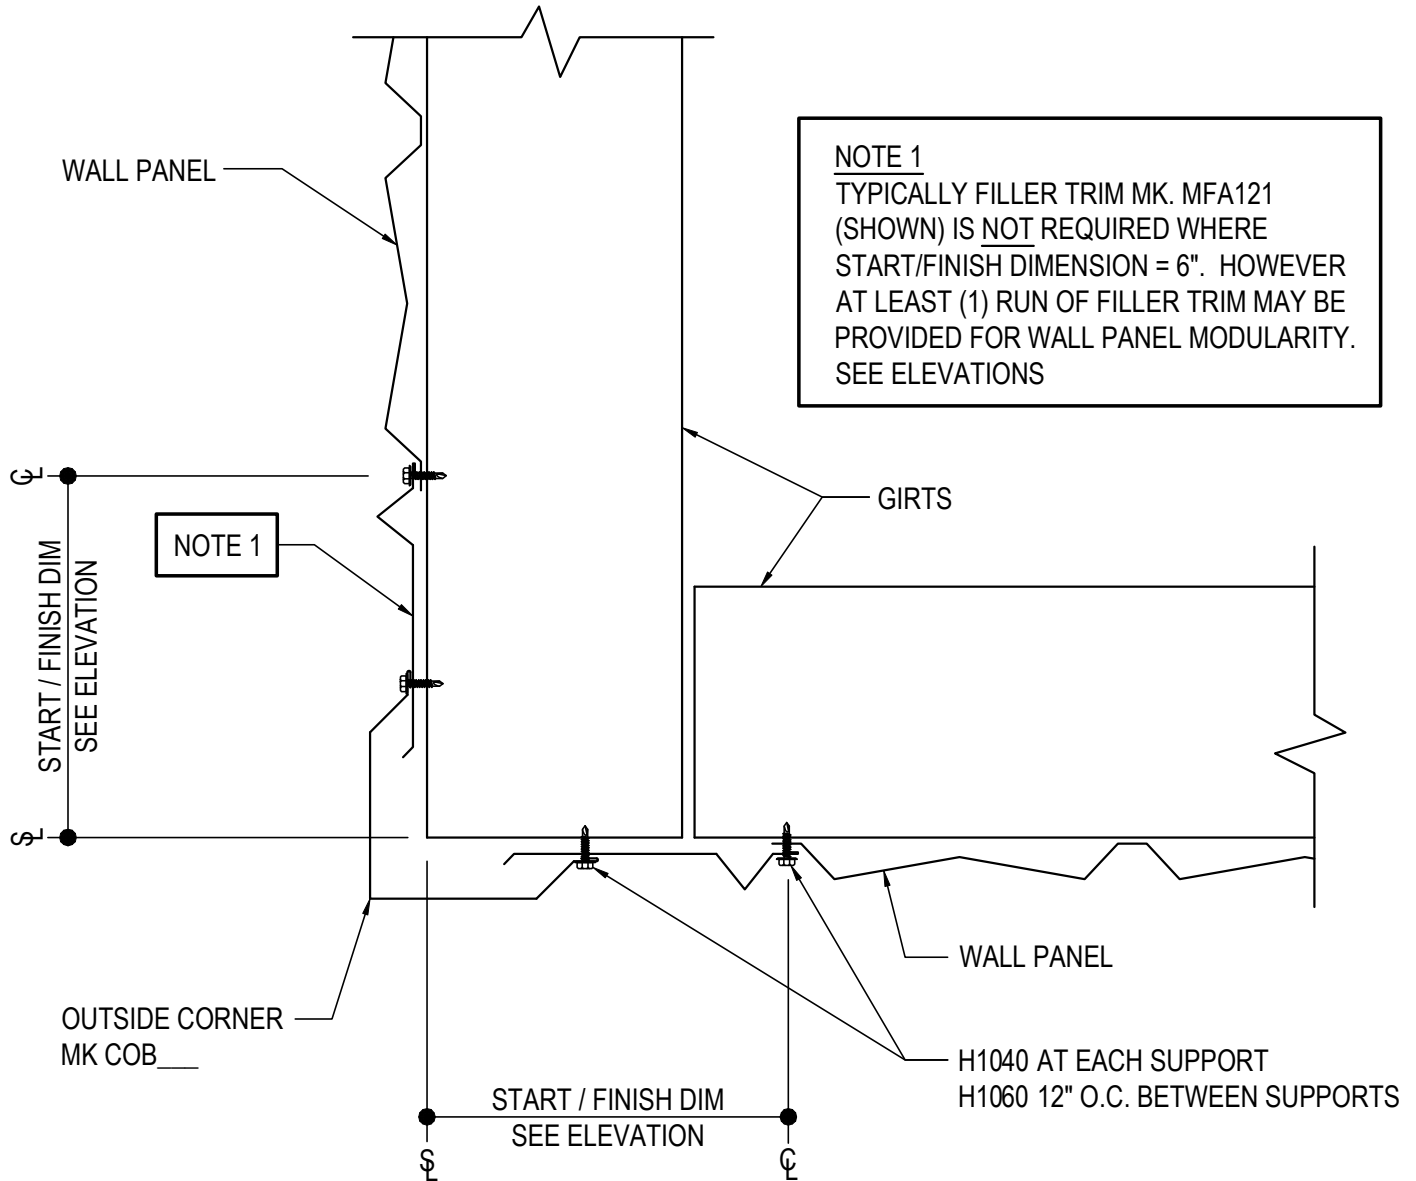 WALL PANEL
NOTE 1
TYPICALLY FILLER TRIM MK. MFA121
(SHOWN) IS NOT REQUIRED WHERE
START/FINISH DIMENSION = 6". HOWEVER
AT LEAST (1) RUN OF FILLER TRIM MAY BE
PROVIDED FOR WALL PANEL MODULARITY.
SEE ELEVATIONS
℄
GIRTS
NOTE 1
START / FINISH DIM
SEE ELEVATION
SL
WALL PANEL
OUTSIDE CORNER
MK COB___
H1040 AT EACH SUPPORT
H1060 12" O.C. BETWEEN SUPPORTS
START / FINISH DIM
SEE ELEVATION
SL
℄